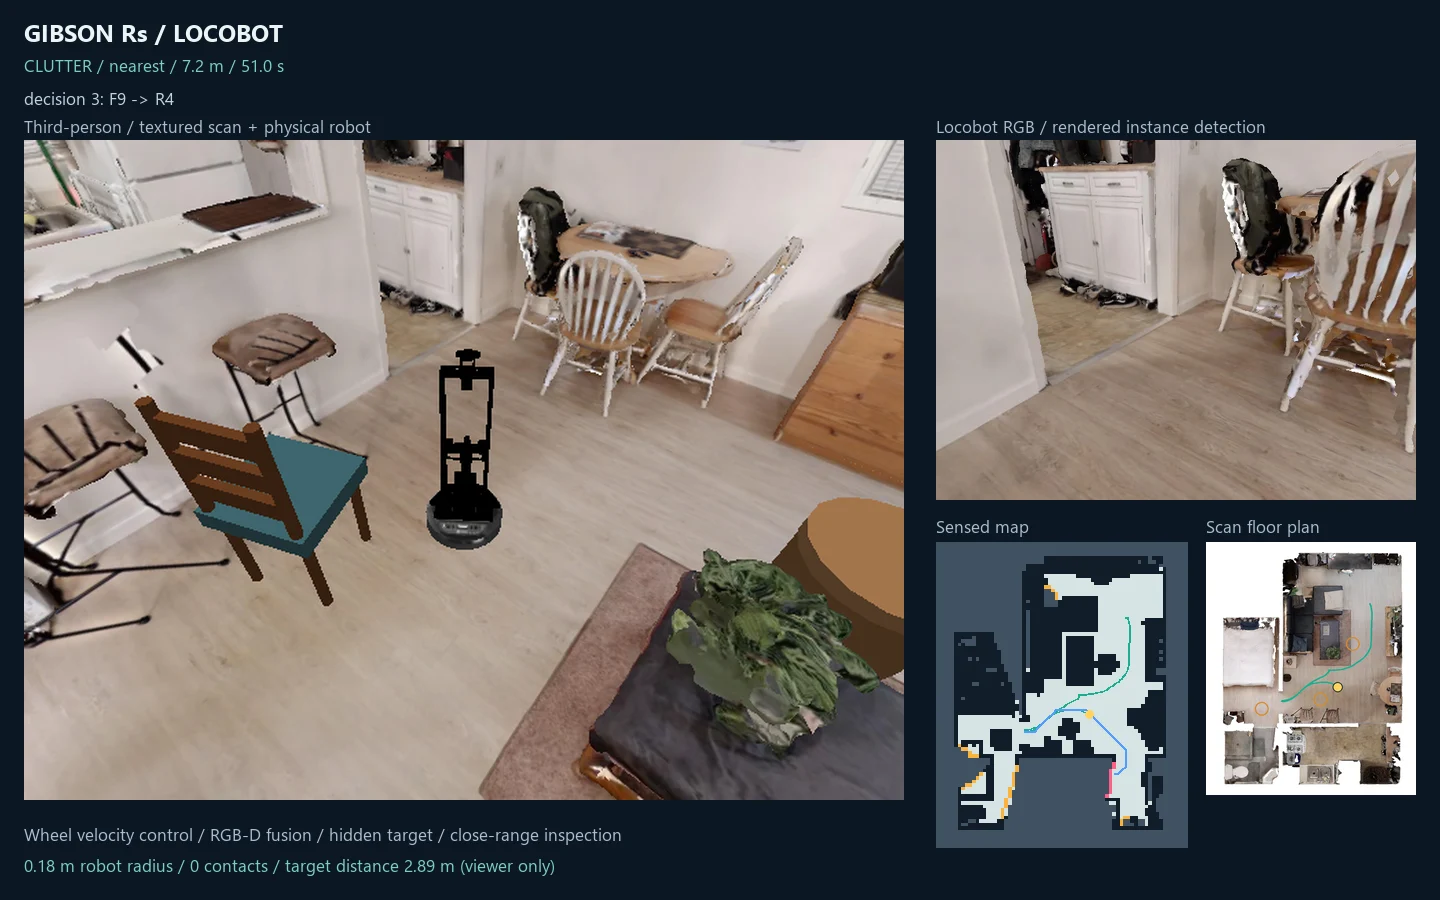 GIBSON Rs / LOCOBOT
CLUTTER / nearest / 7.2 m / 51.0 s
decision 3: F9 -> R4
Third-person / textured scan + physical robot
Locobot RGB / rendered instance detection
Sensed map
Scan floor plan
Wheel velocity control / RGB-D fusion / hidden target / close-range inspection
0.18 m robot radius / 0 contacts / target distance 2.89 m (viewer only)